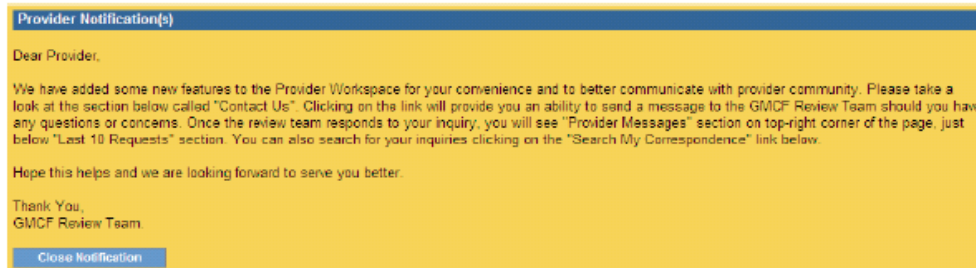 Provider Notification(s)
Dear Provider,
We have added some new features to the Provider Workspace for your convenience and to better communicate with provider community. Please take a
look at the section below called "Contact Us". Clicking on the link will provide you an ability to send a message to the GMCF Review Team should you hav
any questions or concerns. Once the review team responds to your inquiry, you will see "Provider Messages" section on top-right corner of the page, just
below "Last 10 Requests" section. You can also search for your inquiries clicking on the "Search My Correspondence" link below.
Hope this helps and we are looking forward to serve you better.
Thank You,
GMCF Review Team.
Close Notification